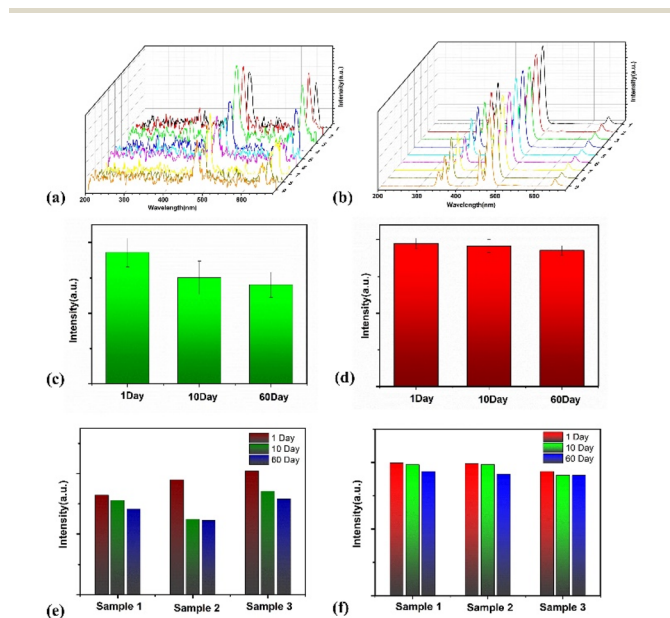 (a)
Intensity(a.u.)
200 300 400 500 600
Wavelength(nm)
(b)
Intensity(a.u.)
200 300 400 500 600
Wavelength(nm)
(c)
Intensity(a.u.)
1Day 10Day 60Day
(d)
Intensity(a.u.)
1Day 10Day 60Day
(e)
Intensity(a.u.)
1 Day
10 Day
60 Day
Sample 1 Sample 2 Sample 3
(f)
Intensity(a.u.)
1 Day
10 Day
60 Day
Sample 1 Sample 2 Sample 3